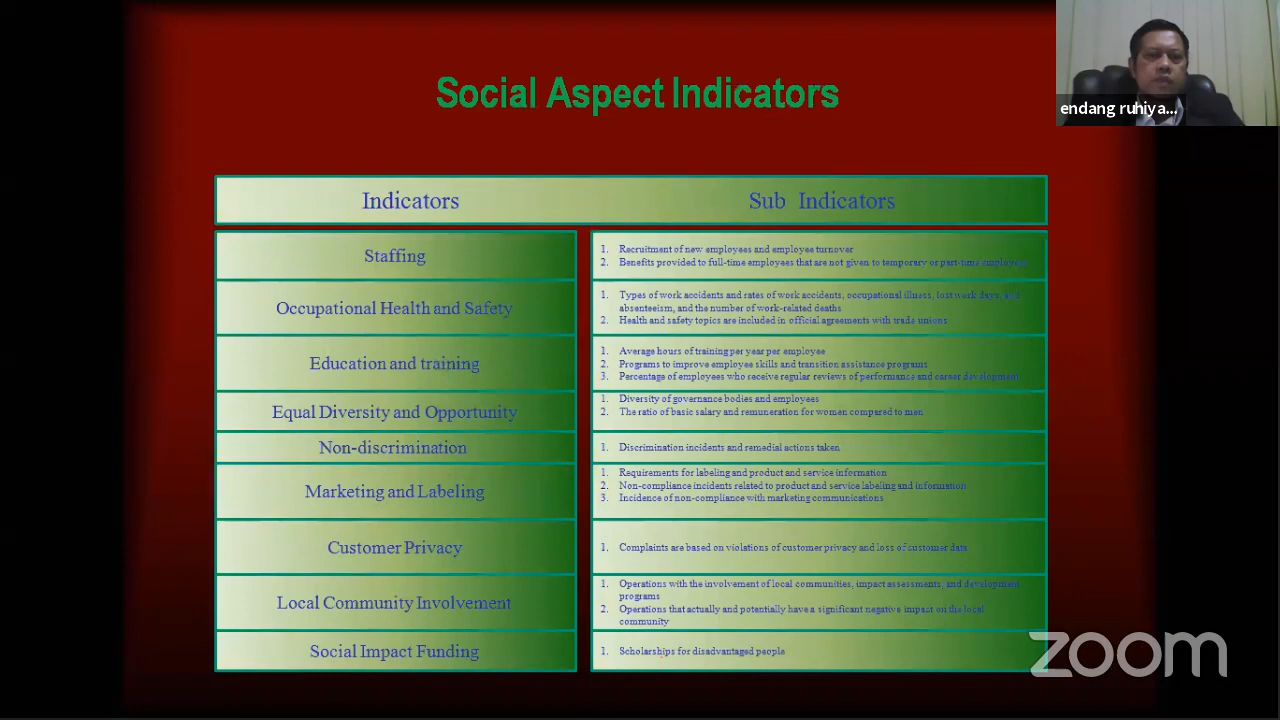 Social Aspect Indicators
endang ruhiya...
Indicators
Sub Indicators
Staffing
1. Recruitment of new employees and employee turnover
2. Benefits provided to full-time employees that are not given to temporary or part-time employees
Occupational Health and Safety
1. Types of work accidents and rates of work accidents, occupational illness, lost work days, and
absenteeism, and the number of work-related deaths
2. Health and safety topics are included in official agreements with trade unions
Education and training
1. Average hours of training per year per employee
2. Programs to improve employee skills and transition assistance programs
3. Percentage of employees who receive regular reviews of performance and career development
Equal Diversity and Opportunity
1. Diversity of governance bodies and employees
2. The ratio of basic salary and remuneration for women compared to men
Non-discrimination
1. Discrimination incidents and remedial actions taken
Marketing and Labeling
1. Requirements for labeling and product and service information
2. Non-compliance incidents related to product and service labeling and information
3. Incidence of non-compliance with marketing communications
Customer Privacy
1. Complaints are based on violations of customer privacy and loss of customer data
Local Community Involvement
1. Operations with the involvement of local communities, impact assessments, and development
programs
2. Operations that actually and potentially have a significant negative impact on the local
community
Social Impact Funding
1. Scholarships for disadvantaged people
zoom